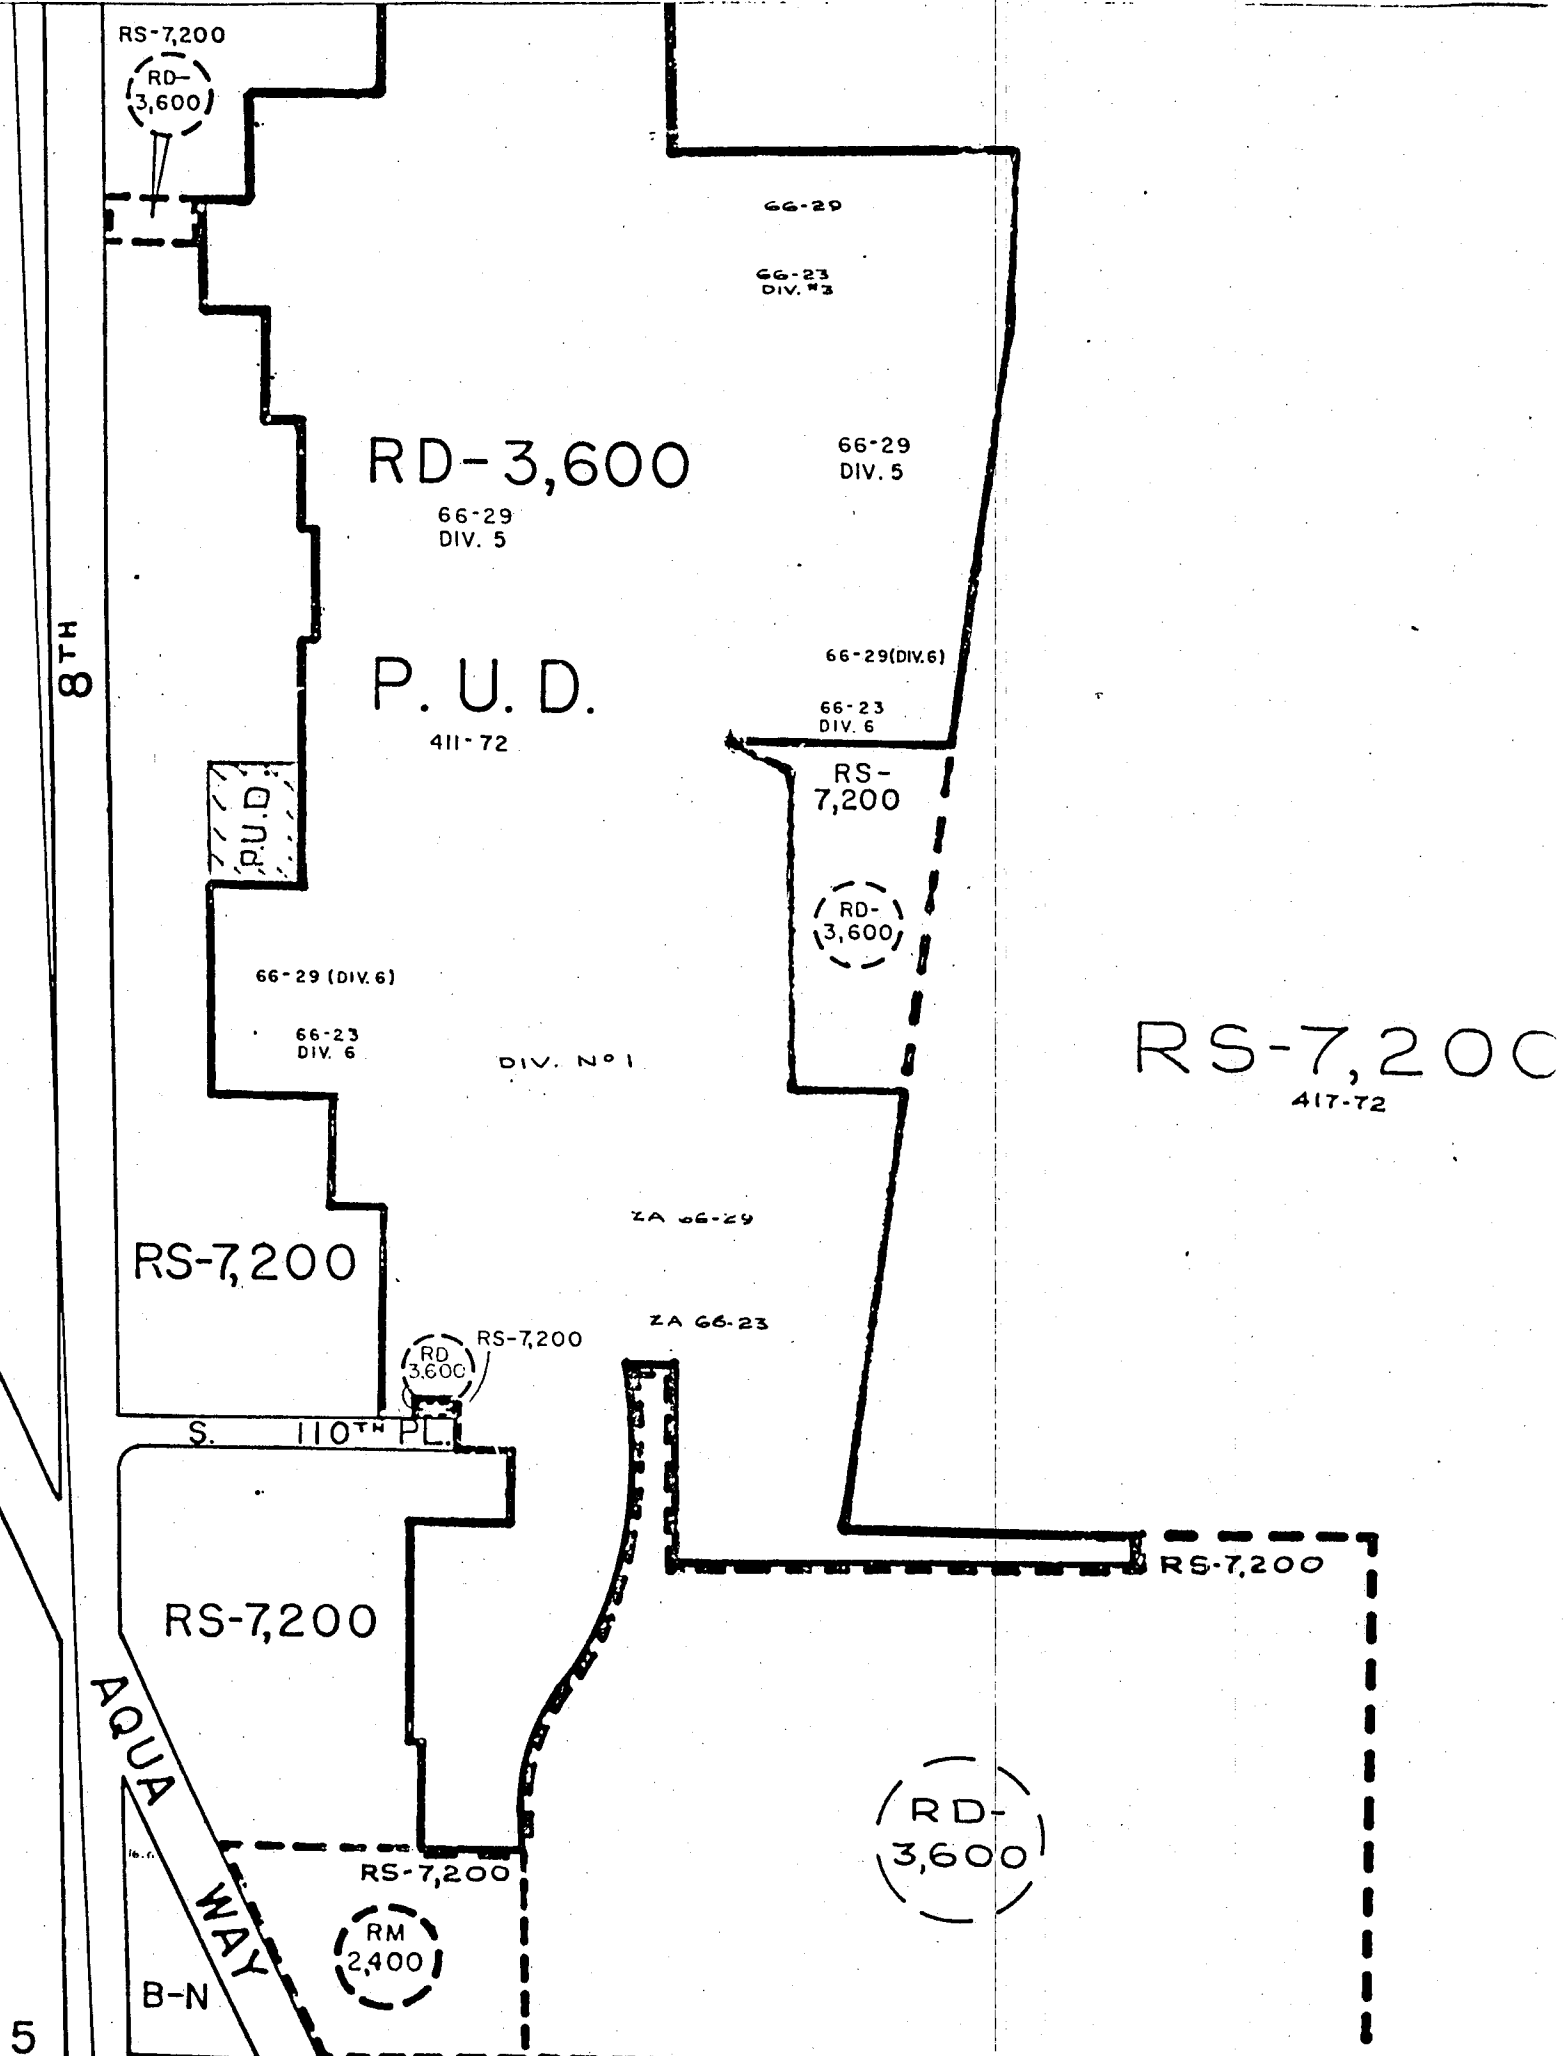 RS-7,200
RD-
3,600
66-29
66-23
DIV. #3
RD-3,600
66-29
DIV. 5
66-29
DIV. 5
8TH
66-29(DIV.6)
P. U. D.
411-72
66-23
DIV. 6
RS-
7,200
P.U.D.
RD-
3,600
66-29 (DIV. 6)
66-23
DIV. 6
DIV. Nº 1
RS-7,200
417-72
ZA 66-29
RS-7,200
ZA 66-23
RD
3,600
RS-7,200
S. 110TH PL.
RS-7,200
RS-7,200
AQUA WAY
RD-
3,600
RS-7,200
RM
2,400
B-N
5